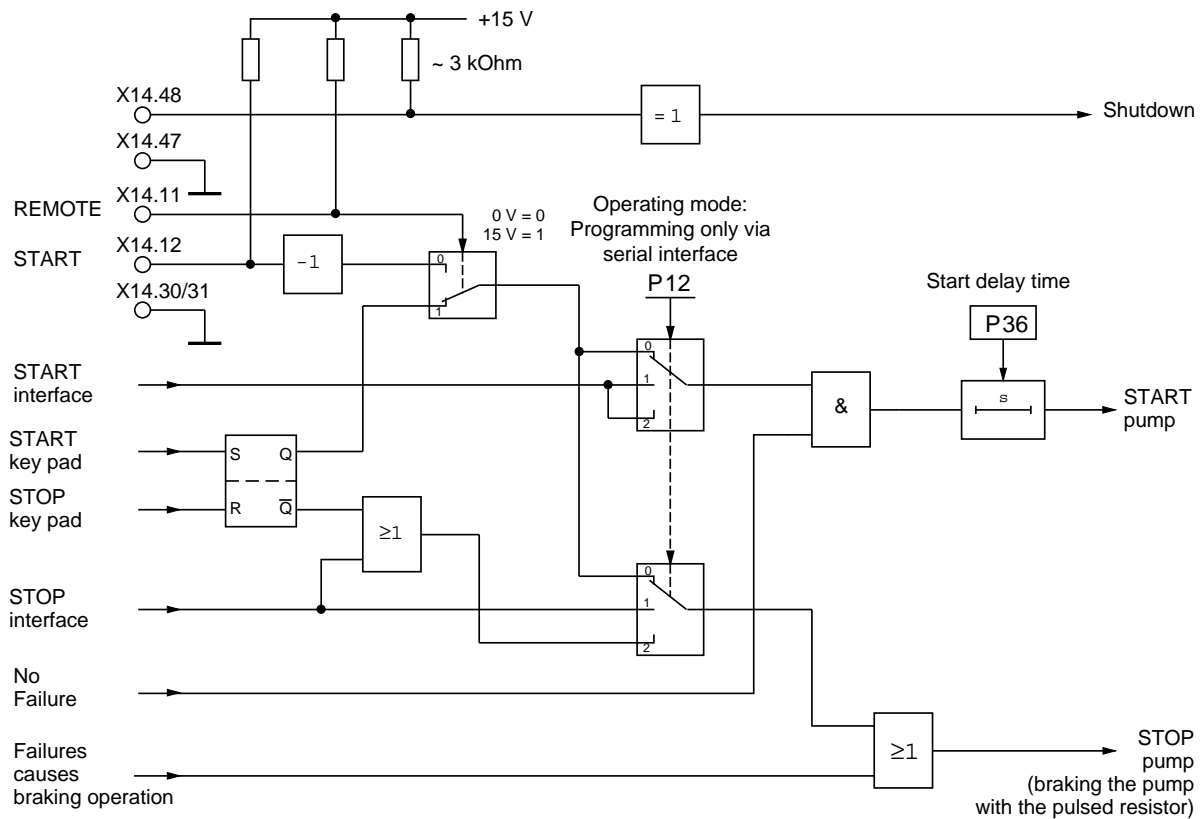 +15 V
~ 3 kOhm
X14.48
= 1
Shutdown
X14.47
X14.11
REMOTE
0 V = 0
15 V = 1
Operating mode:
Programming only via
serial interface
X14.12
START
-1
0
1
P12
Start delay time
X14.30/31
P36
START
interface
0
1
2
&
s
START
pump
START
key pad
S Q
STOP
key pad
R Q̅
≥1
STOP
interface
0
1
2
No
Failure
Failures
causes
braking operation
≥1
STOP
pump
(braking the pump
with the pulsed resistor)